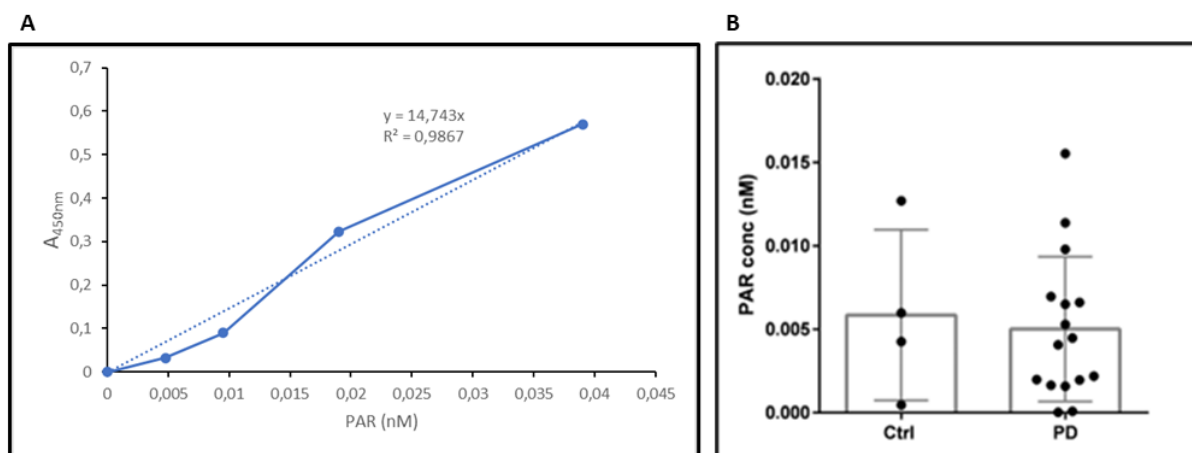 A
B
0,7
0,6
0,5
0,4
0,3
0,2
0,1
0
A450nm
y = 14,743x
R² = 0,9867
0 0,005 0,01 0,015 0,02 0,025 0,03 0,035 0,04 0,045
PAR (nM)
0.020
0.015
0.010
0.005
0.000
PAR conc (nM)
Ctrl PD